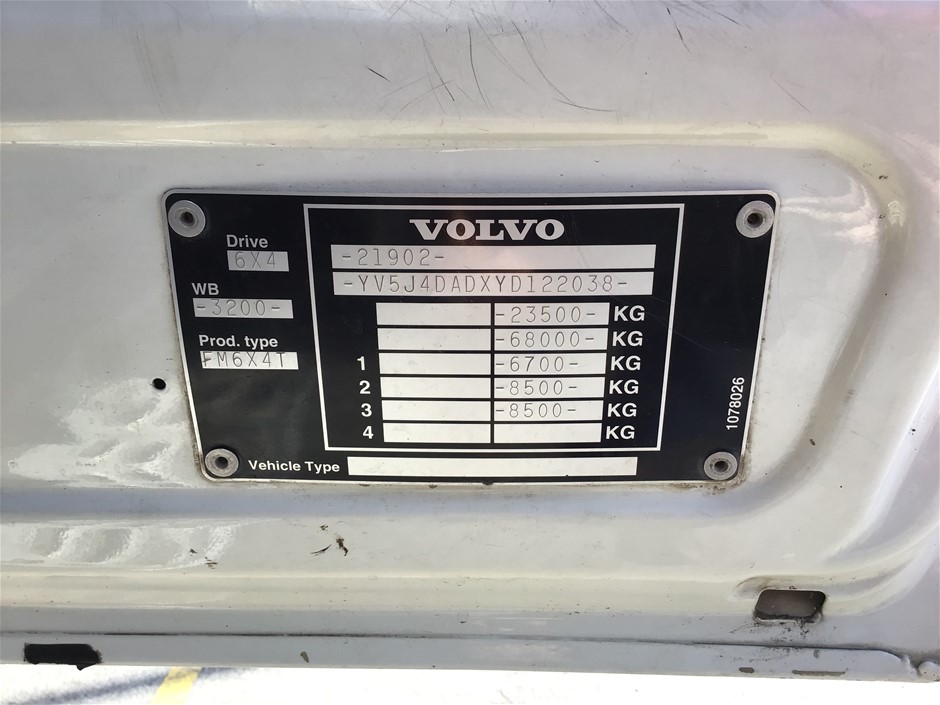 VOLVO
Drive
6X4
-21902-
-YV5J4DADXYD122038-
WB
-3200-
-23500- KG
-68000- KG
Prod. type
FM6X4T
1 -6700- KG
2 -8500- KG
3 -8500- KG
4 KG
Vehicle Type
1078026